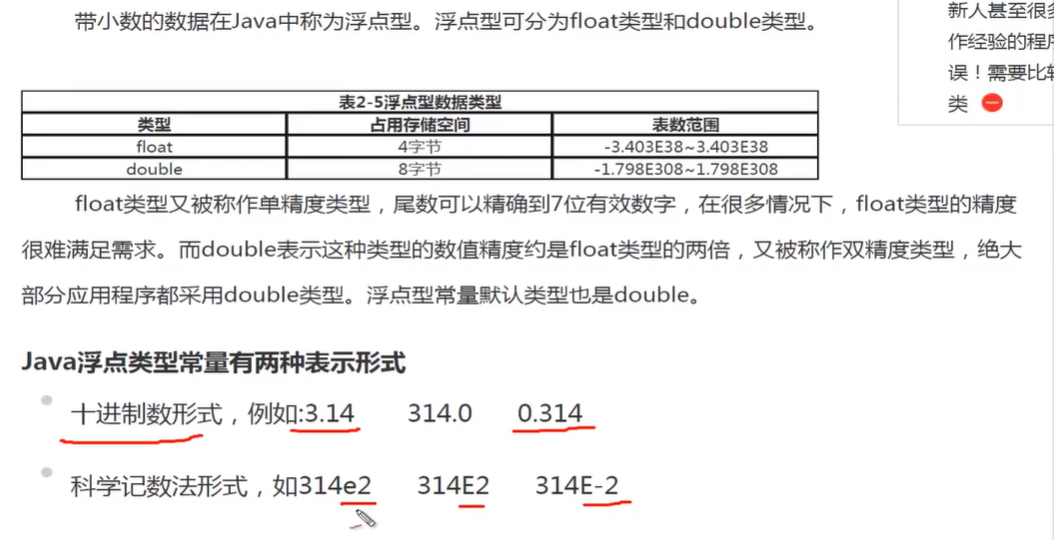 带小数的数据在Java中称为浮点型。浮点型可分为float类型和double类型。
表2-5浮点型数据类型
类型 占用存储空间 表数范围
float 4字节 -3.403E38~3.403E38
double 8字节 -1.798E308~1.798E308
float类型又被称作单精度类型，尾数可以精确到7位有效数字，在很多情况下，float类型的精度
很难满足需求。而double表示这种类型的数值精度约是float类型的两倍，又被称作双精度类型，绝大
部分应用程序都采用double类型。浮点型常量默认类型也是double。
Java浮点类型常量有两种表示形式
十进制数形式，例如:3.14 314.0 0.314
科学记数法形式，如314e2 314E2 314E-2
新人甚至很多
作经验的程序
误！需要比较
类